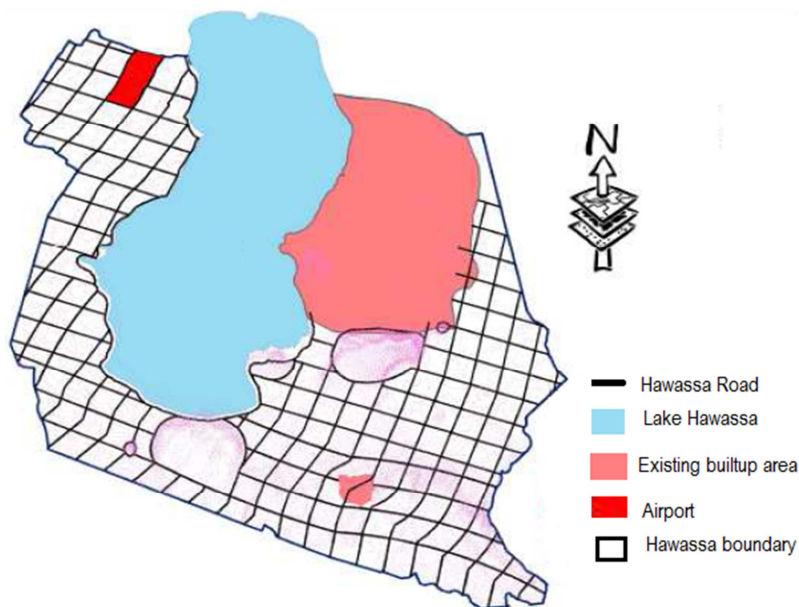 N
Hawassa Road
Lake Hawassa
Existing builtup area
Airport
Hawassa boundary